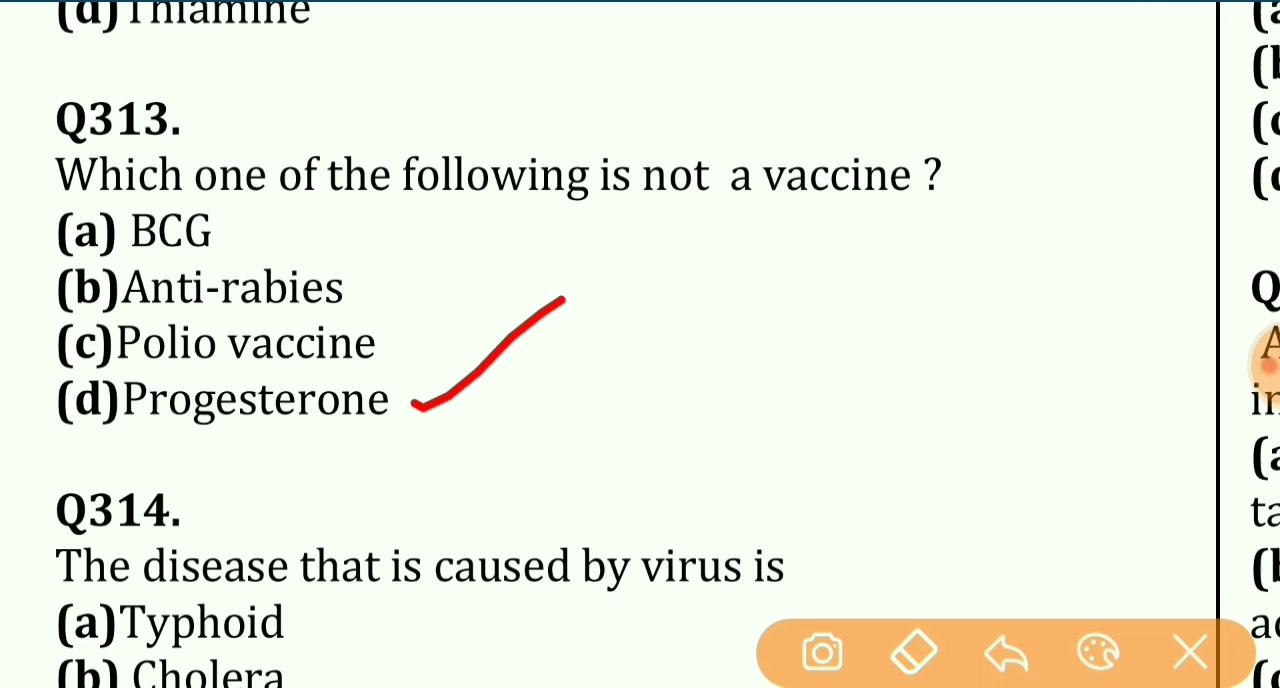 (d)Thiamine
Q313.
Which one of the following is not a vaccine ?
(a) BCG
(b)Anti-rabies
(c)Polio vaccine
(d)Progesterone
Q314.
The disease that is caused by virus is
(a)Typhoid
(b) Cholera